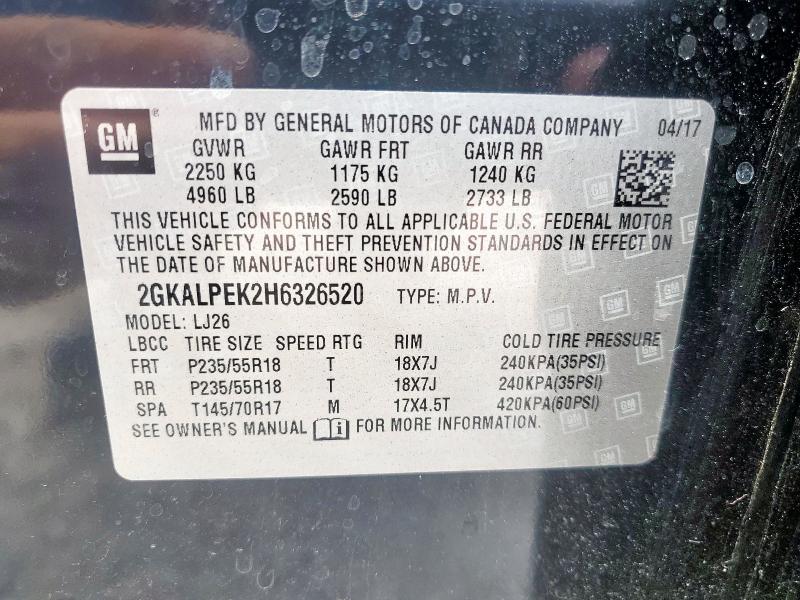 GM ® MFD BY GENERAL MOTORS OF CANADA COMPANY 04/17
GVWR GAWR FRT GAWR RR
2250 KG 1175 KG 1240 KG
4960 LB 2590 LB 2733 LB
THIS VEHICLE CONFORMS TO ALL APPLICABLE U.S. FEDERAL MOTOR
VEHICLE SAFETY AND THEFT PREVENTION STANDARDS IN EFFECT ON
THE DATE OF MANUFACTURE SHOWN ABOVE.
2GKALPEK2H6326520 TYPE: M.P.V.
MODEL: LJ26
LBCC TIRE SIZE SPEED RTG RIM COLD TIRE PRESSURE
FRT P235/55R18 T 18X7J 240KPA(35PSI)
RR P235/55R18 T 18X7J 240KPA(35PSI)
SPA T145/70R17 M 17X4.5T 420KPA(60PSI)
SEE OWNER'S MANUAL i FOR MORE INFORMATION.